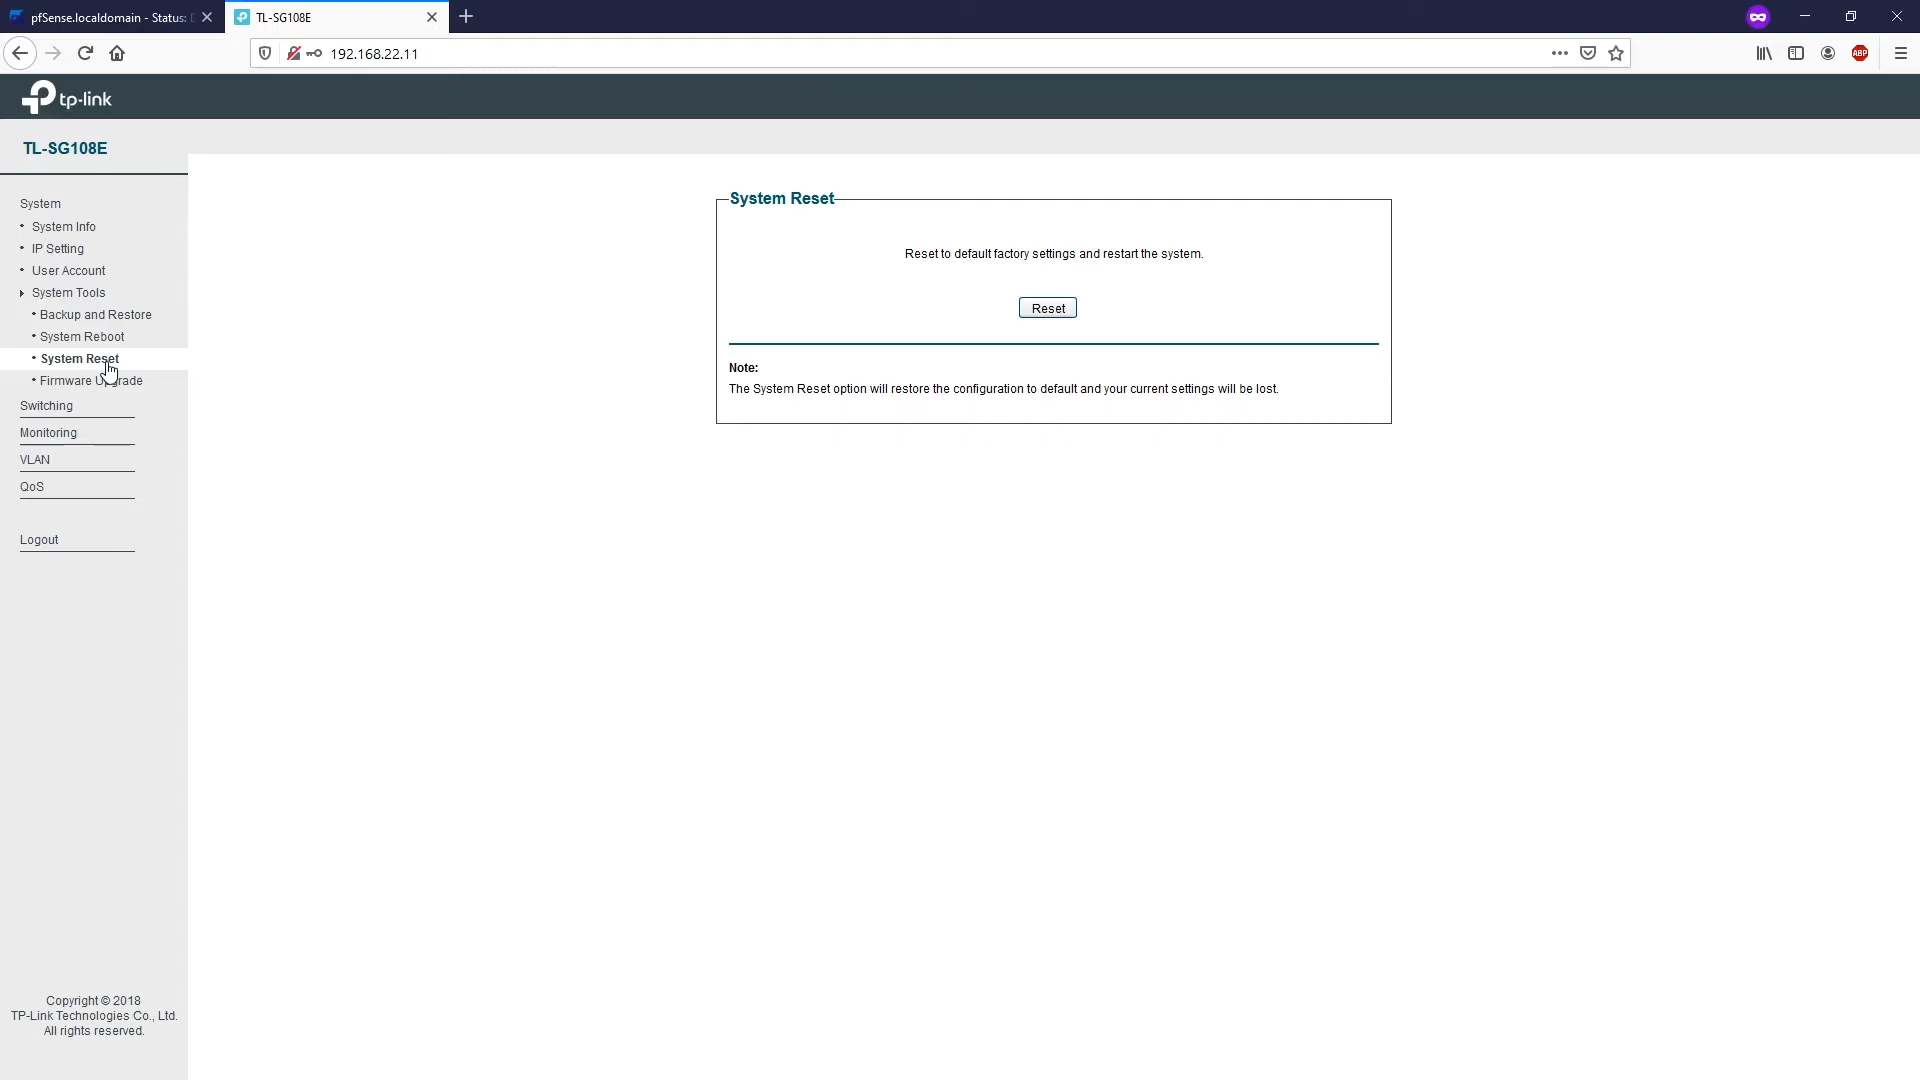 pfSense.localdomain - Status:
TL-SG108E
192.168.22.11
ABP
tp-link
TL-SG108E
System
System Info
IP Setting
User Account
System Tools
Backup and Restore
System Reboot
System Reset
Firmware Upgrade
Switching
Monitoring
VLAN
QoS
Logout
System Reset
Reset to default factory settings and restart the system.
Reset
Note:
The System Reset option will restore the configuration to default and your current settings will be lost.
Copyright © 2018
TP-Link Technologies Co., Ltd.
All rights reserved.